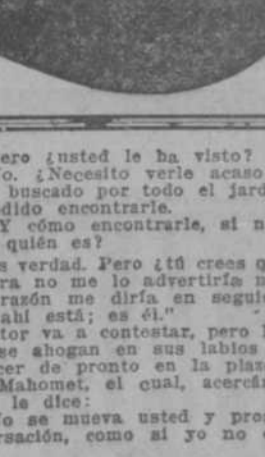 ero ¿usted le ha visto?
o. ¿Necesito verle acaso
buscado por todo el jard
dido encontrarle.
Y cómo encontrarle, si n
quién es?
s verdad. Pero ¿tú crees q
ra no me lo advertiría m
razón me diría en seguid
ahí está; es él."
tor va a contestar, pero l
se ahogan en sus labios
cer de pronto en la plaz
Mahomet, el cual, acercán
le dice:
o se mueva usted y pros
rsación, como si yo no e